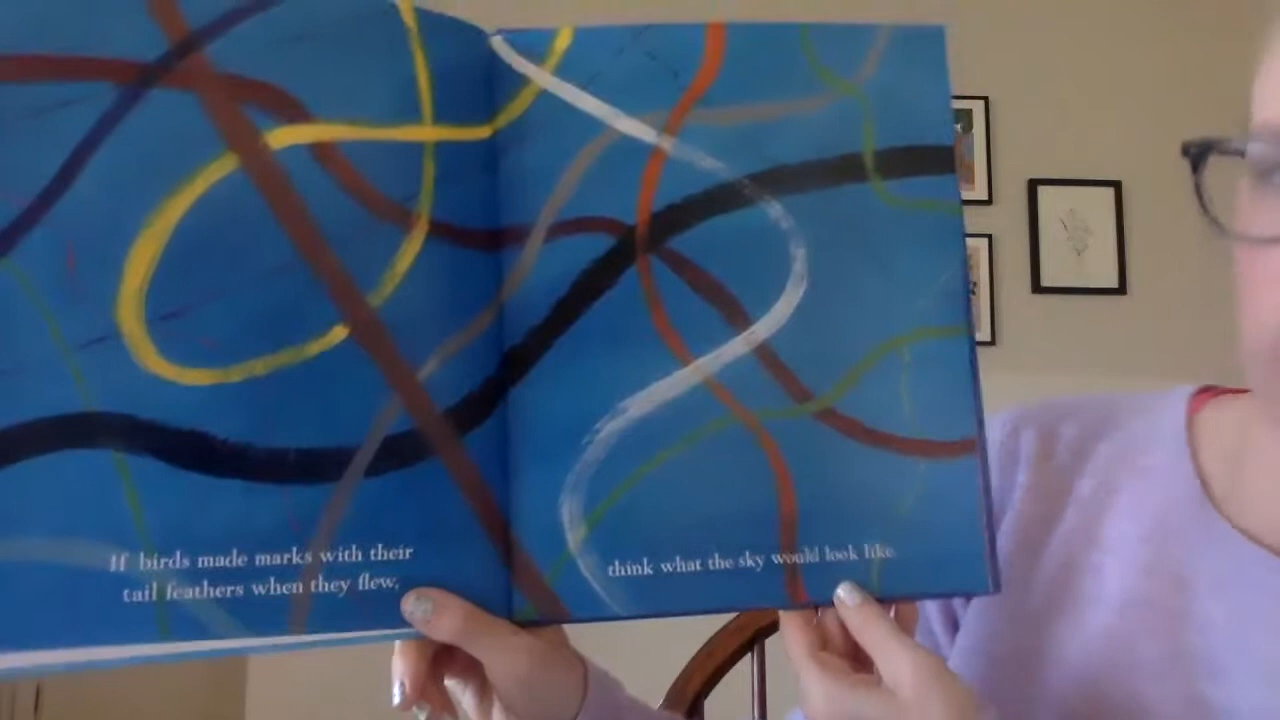 If birds made marks with their
tail feathers when they flew,
think what the sky would look like